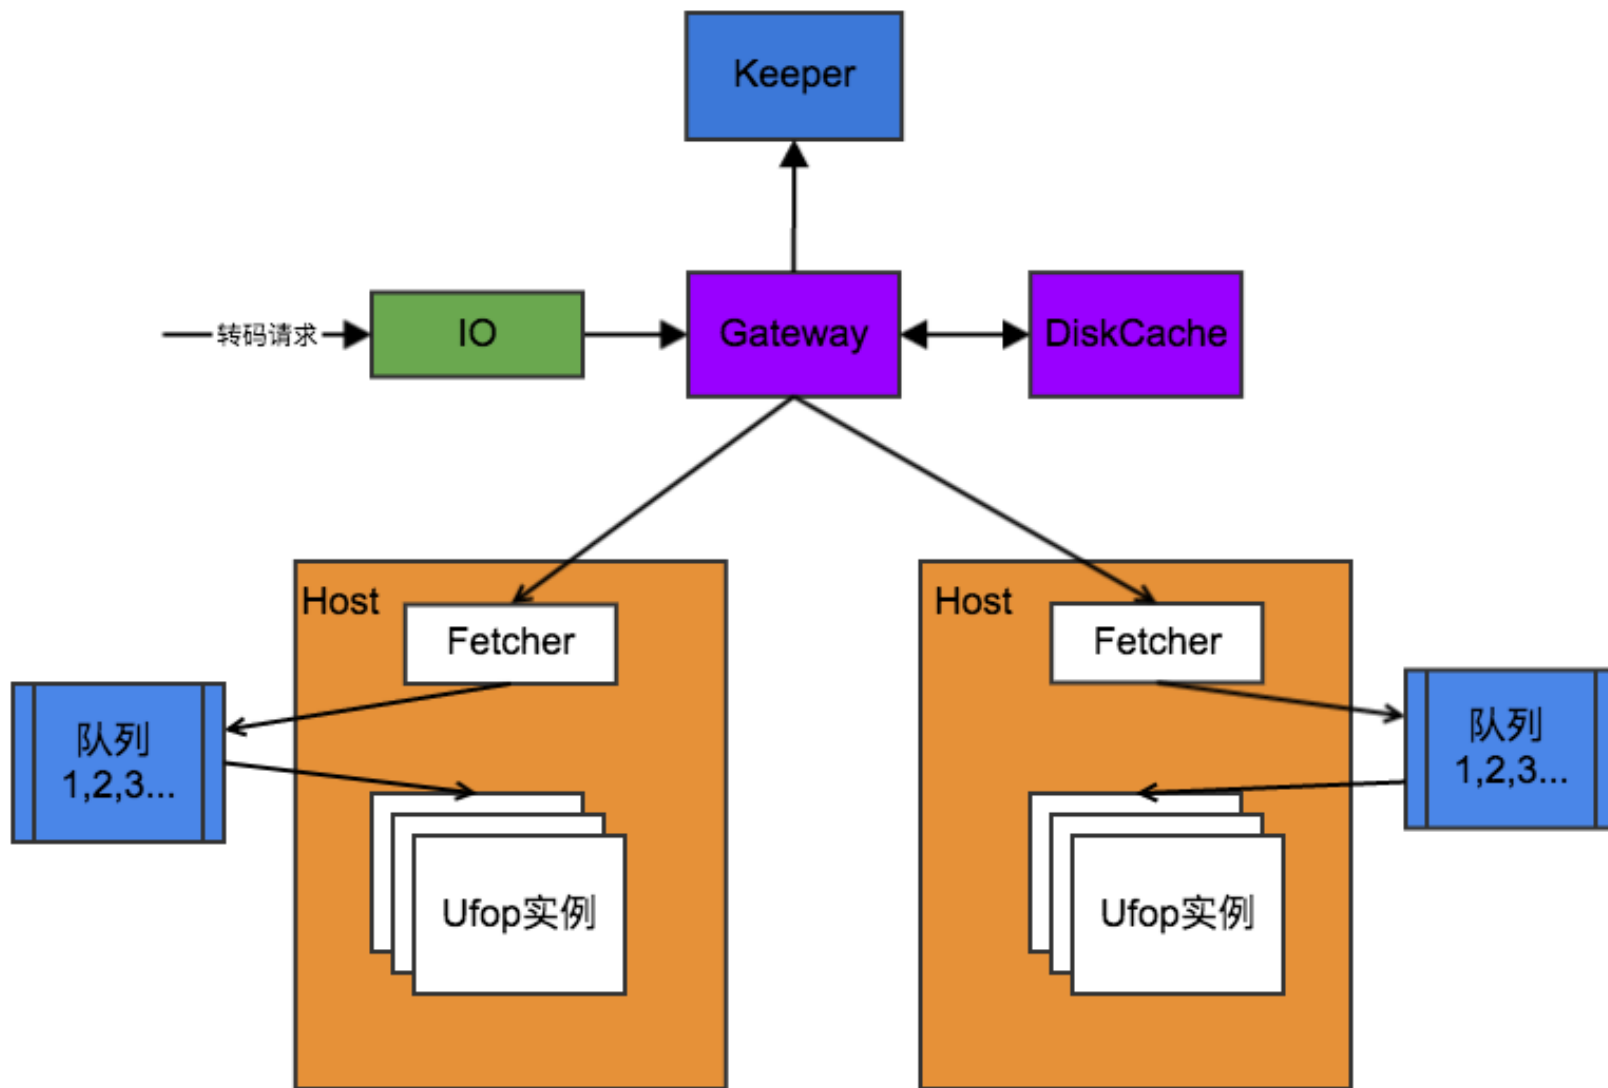 Keeper
转码请求
IO
Gateway
DiskCache
Host
Fetcher
Host
Fetcher
队列
1,2,3...
队列
1,2,3...
Ufop实例
Ufop实例